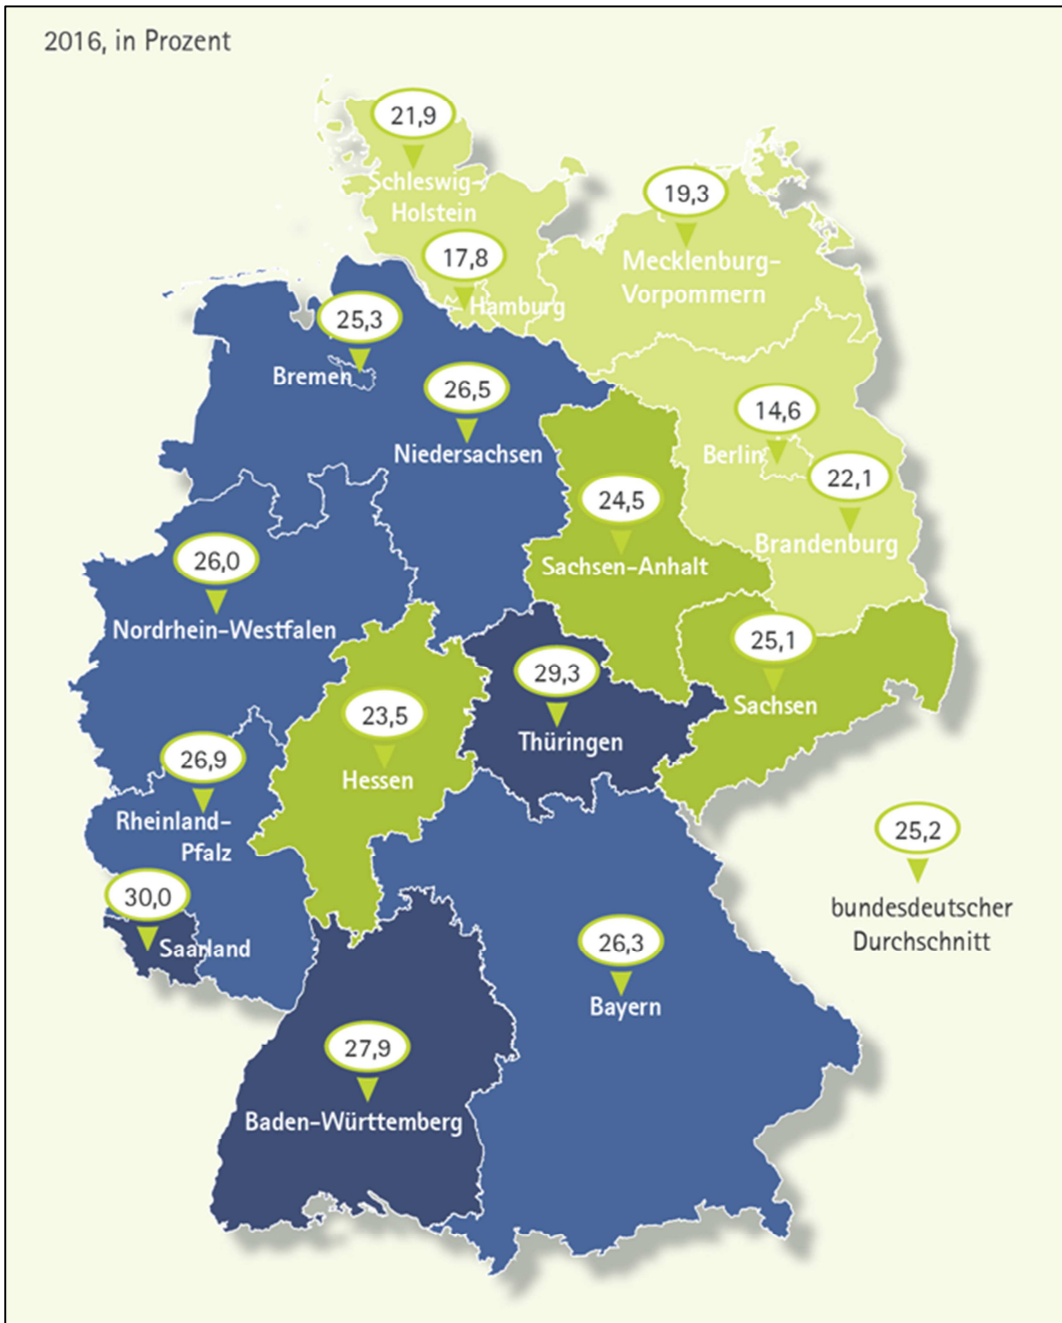 2016, in Prozent
21,9
Schleswig-
Holstein
19,3
Mecklenburg-
Vorpommern
17,8
Hamburg
25,3
Bremen
26,5
Niedersachsen
14,6
Berlin
22,1
Brandenburg
24,5
Sachsen-Anhalt
26,0
Nordrhein-Westfalen
25,1
Sachsen
29,3
Thüringen
23,5
Hessen
26,9
Rheinland-
Pfalz
25,2
bundesdeutscher
Durchschnitt
30,0
Saarland
26,3
Bayern
27,9
Baden-Württemberg